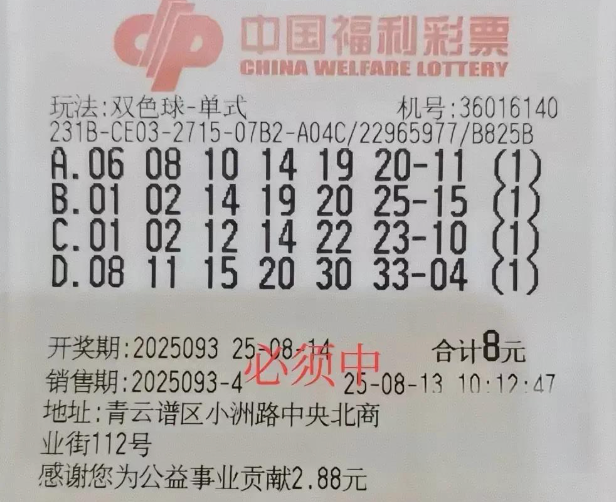 中国福利彩票
CHINA WELFARE LOTTERY
玩法:双色球-单式 机号:36016140
231B-CE03-2715-07B2-A04C/22965977/B825B
A.06 08 10 14 19 20-11 (1)
B.01 02 14 19 20 25-15 (1)
C.01 02 12 14 22 23-10 (1)
D.08 11 15 20 30 33-04 (1)
开奖期:2025093 25-08-14 合计8元
必须中
销售期:2025093-4 25-08-13 10:12:47
地址:青云谱区小洲路中央北商
业街112号
感谢您为公益事业贡献2.88元